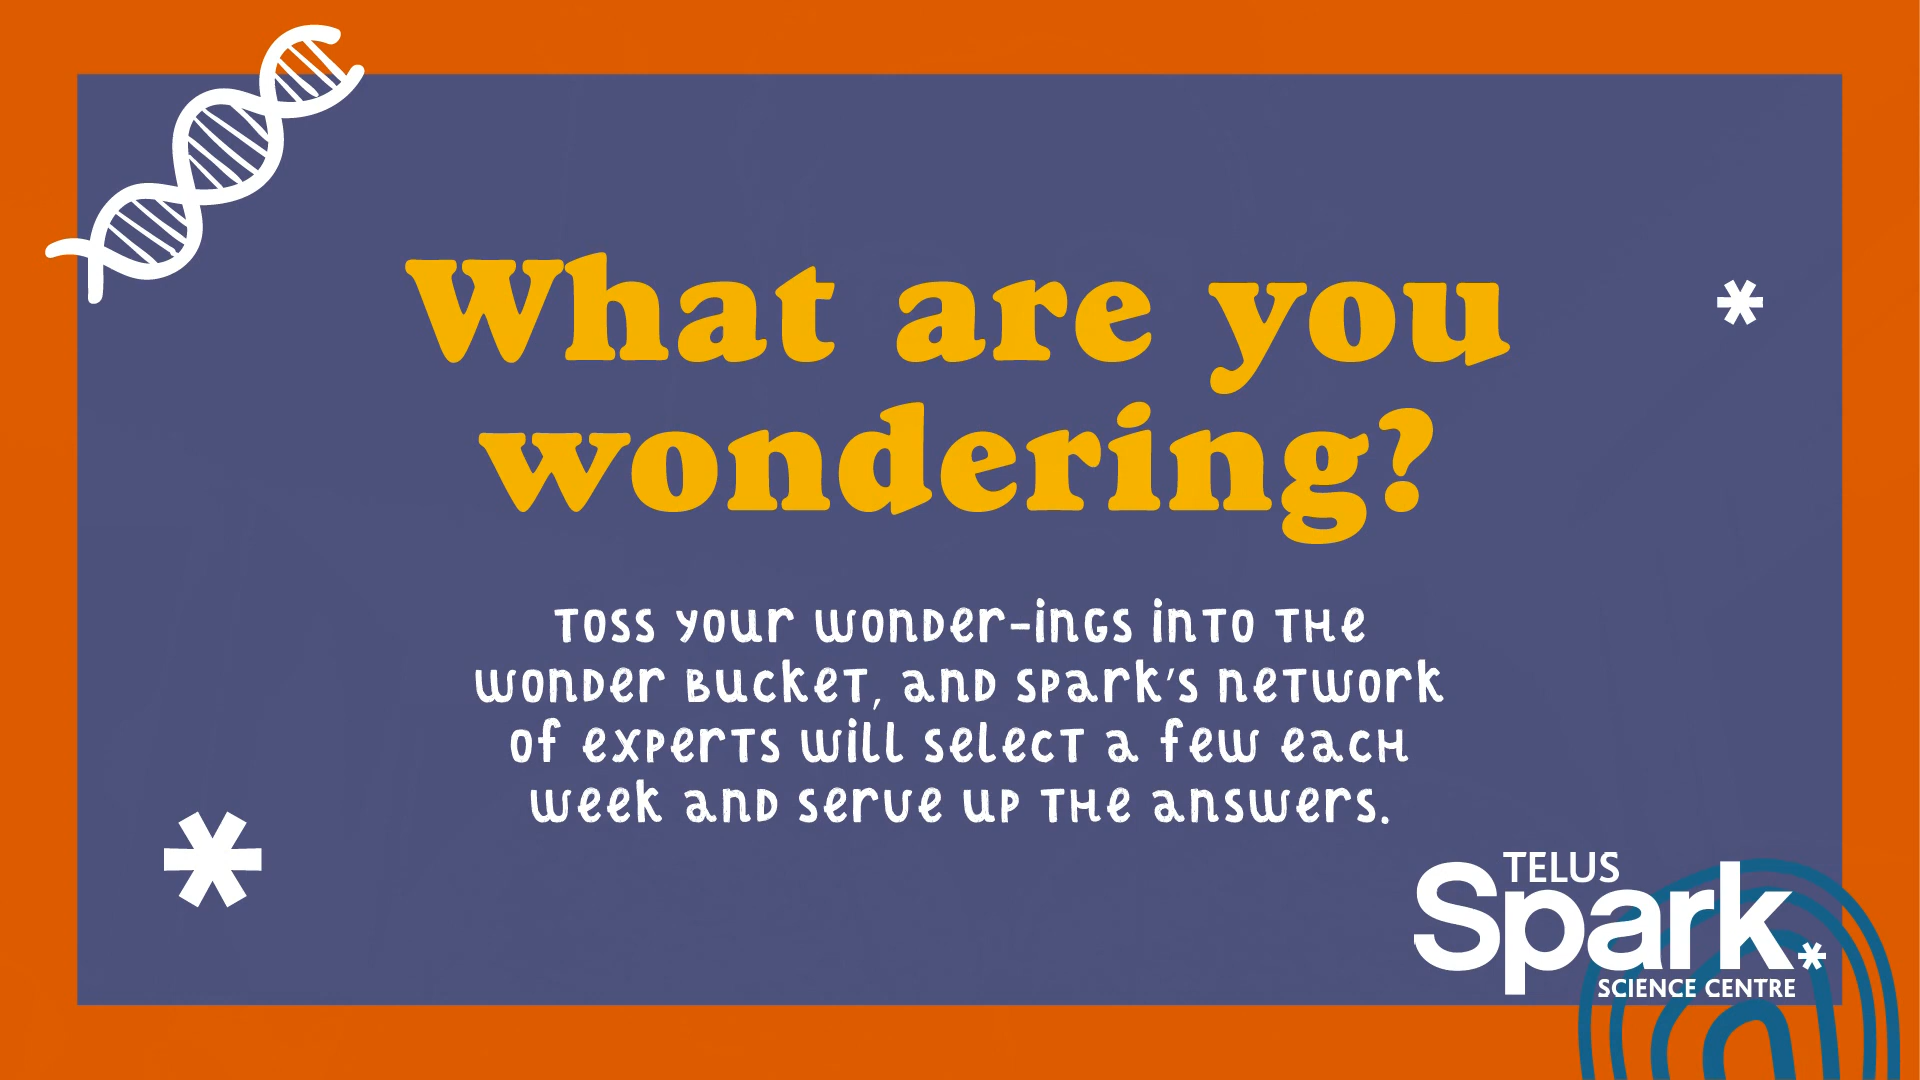 What are you
wondering?
Toss your wonder-ings into the
wonder bucket, and Spark's network
of experts will select a few each
week and serve up the answers.
TELUS
Spark
SCIENCE CENTRE